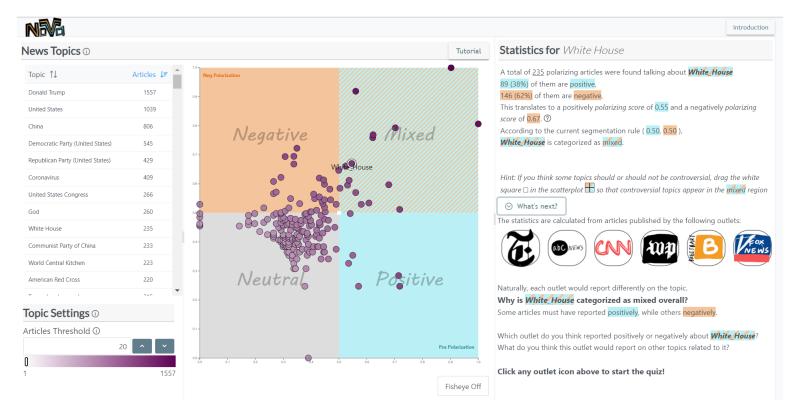 NeVa
Introduction
News Topics
Tutorial
Statistics for White House
Topic ↑↓ Articles
Donald Trump 1557
United States 1039
China 806
Democratic Party (United States) 545
Republican Party (United States) 429
Coronavirus 409
United States Congress 266
God 260
White House 235
Communist Party of China 233
World Central Kitchen 223
American Red Cross 220
Topic Settings
Articles Threshold
20
1 1557
Neg Polarization
Negative
Mixed
White_House
Neutral
Positive
Pos Polarization
Fisheye Off
A total of 235 polarizing articles were found talking about White_House
89 (38%) of them are positive.
146 (62%) of them are negative.
This translates to a positively polarizing score of 0.55 and a negatively polarizing
score of 0.67.
According to the current segmentation rule ( 0.50, 0.50 ),
White_House is categorized as mixed.
Hint: If you think some topics should or should not be controversial, drag the white
square □ in the scatterplot so that controversial topics appear in the mixed region
What's next?
The statistics are calculated from articles published by the following outlets:
abc NEWS
CNN
wp
BREITBART B
FOX NEWS
Naturally, each outlet would report differently on the topic.
Why is White_House categorized as mixed overall?
Some articles must have reported positively, while others negatively.
Which outlet do you think reported positively or negatively about White_House?
What do you think this outlet would report on other topics related to it?
Click any outlet icon above to start the quiz!